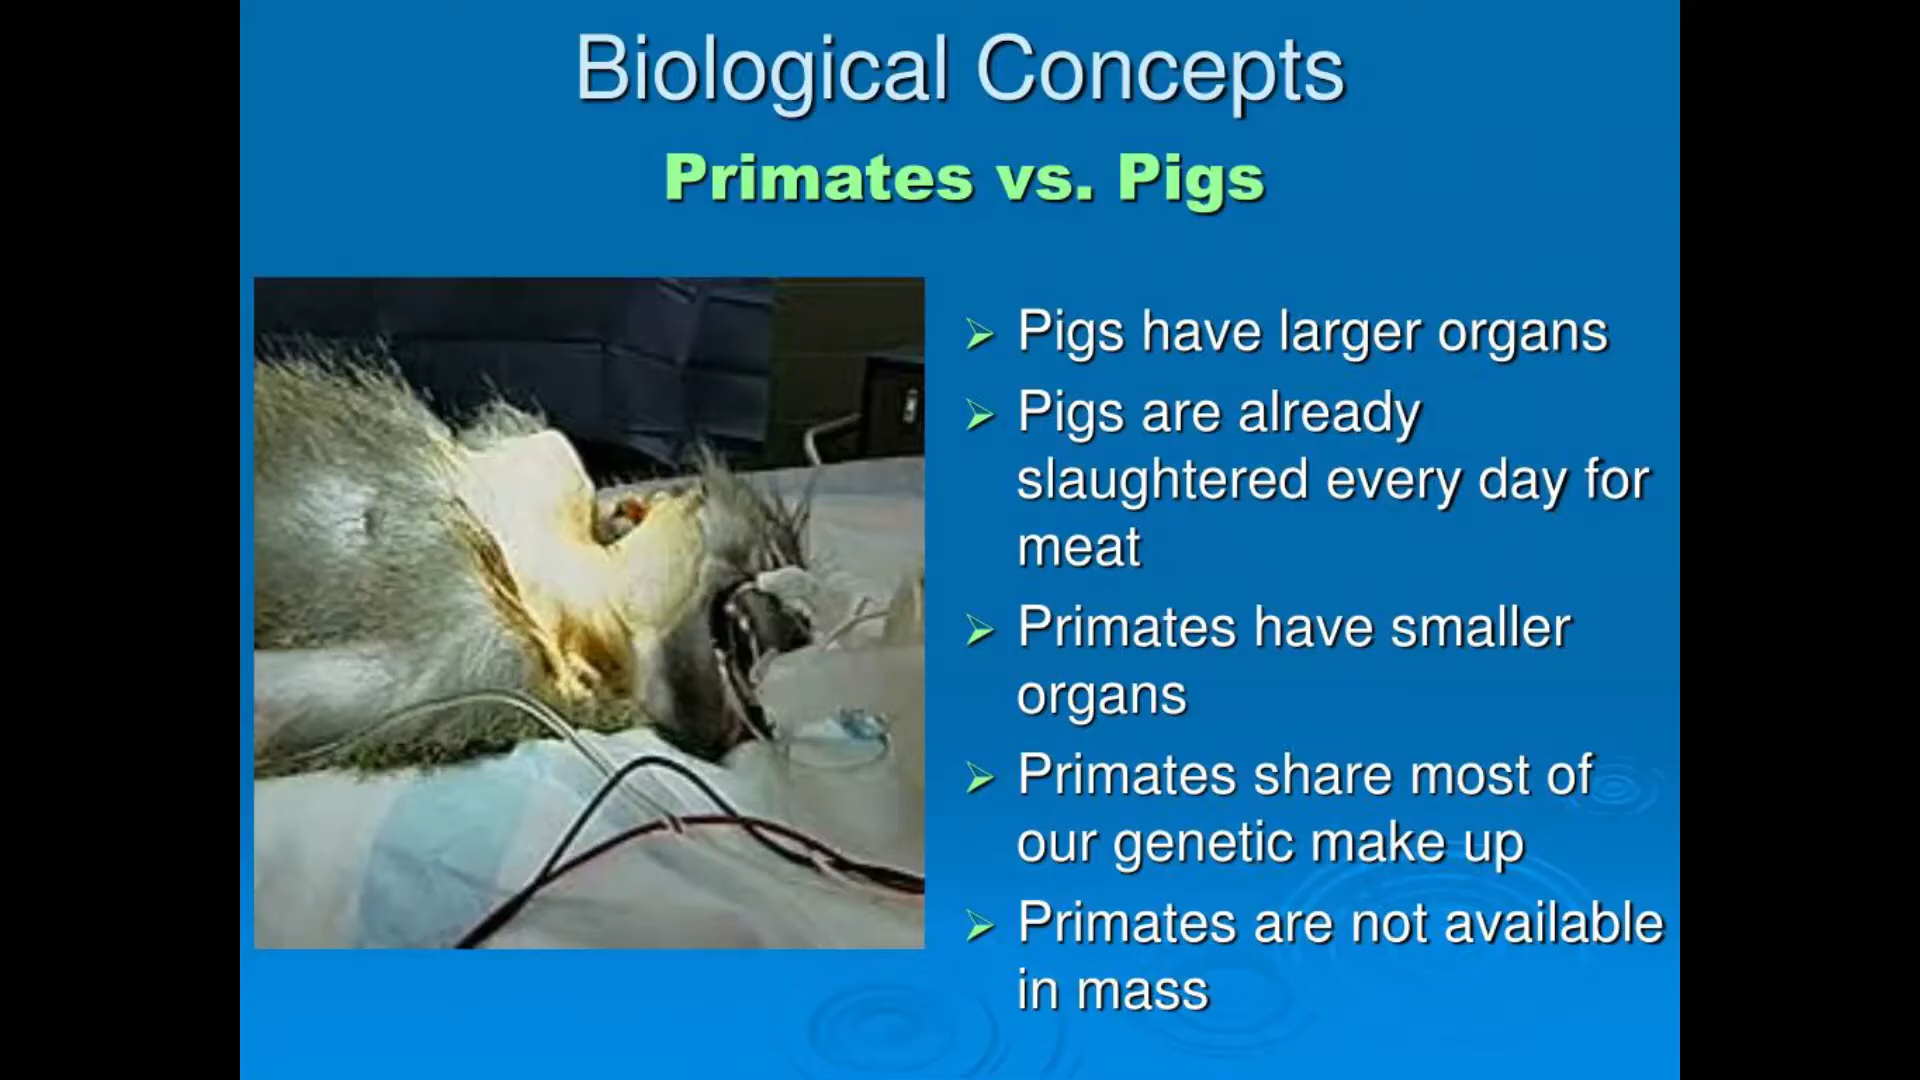 Biological Concepts
Primates vs. Pigs
Pigs have larger organs
Pigs are already
slaughtered every day for
meat
Primates have smaller
organs
Primates share most of
our genetic make up
Primates are not available
in mass